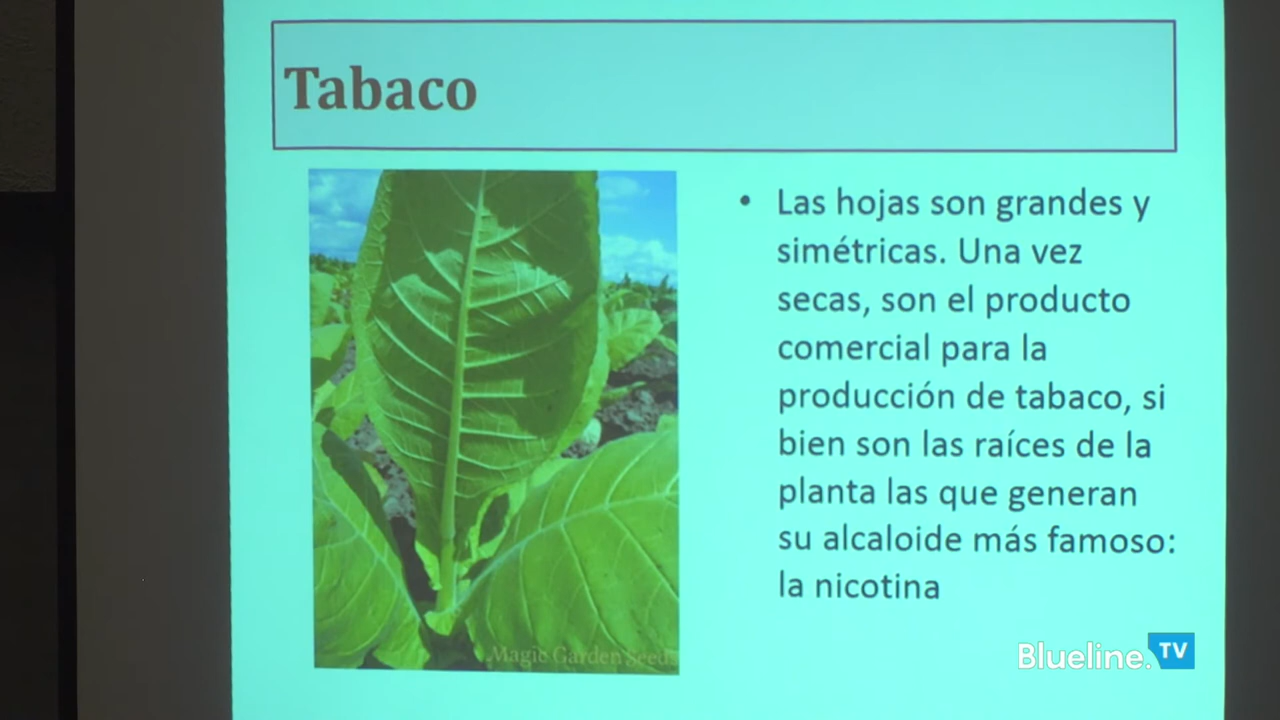 Tabaco
• Las hojas son grandes y
simétricas. Una vez
secas, son el producto
comercial para la
producción de tabaco, si
bien son las raíces de la
planta las que generan
su alcaloide más famoso:
la nicotina
Magic Garden Seeds
Blueline.TV